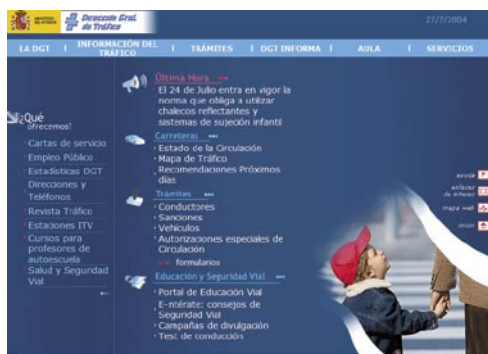 Dirección Gral.
de Tráfico
27/7/2004
LA DGT
INFORMACIÓN DEL
TRÁFICO
TRÁMITES
DGT INFORMA
AULA
SERVICIOS
¿Qué
ofrecemos!
Cartas de servicio
Empleo Público
Estadísticas DGT
Direcciones y
Teléfonos
Revista Tráfico
Estaciones ITV
Cursos para
profesores de
autoescuela
Salud y Seguridad
Vial
Última Hora
El 24 de Julio entra en vigor la
norma que obliga a utilizar
chalecos reflectantes y
sistemas de sujeción infantil
Carreteras
Estado de la Circulación
Mapa de Tráfico
Recomendaciones Próximos
días
Trámites
Conductores
Sanciones
Vehículos
Autorizaciones especiales de
Circulación
formularios
Educación y Seguridad Vial
Portal de Educación Vial
E-ntérate: consejos de
Seguridad Vial
Campañas de divulgación
Test de conducción
ayuda
enlaces
de interes
mapa web
inicio